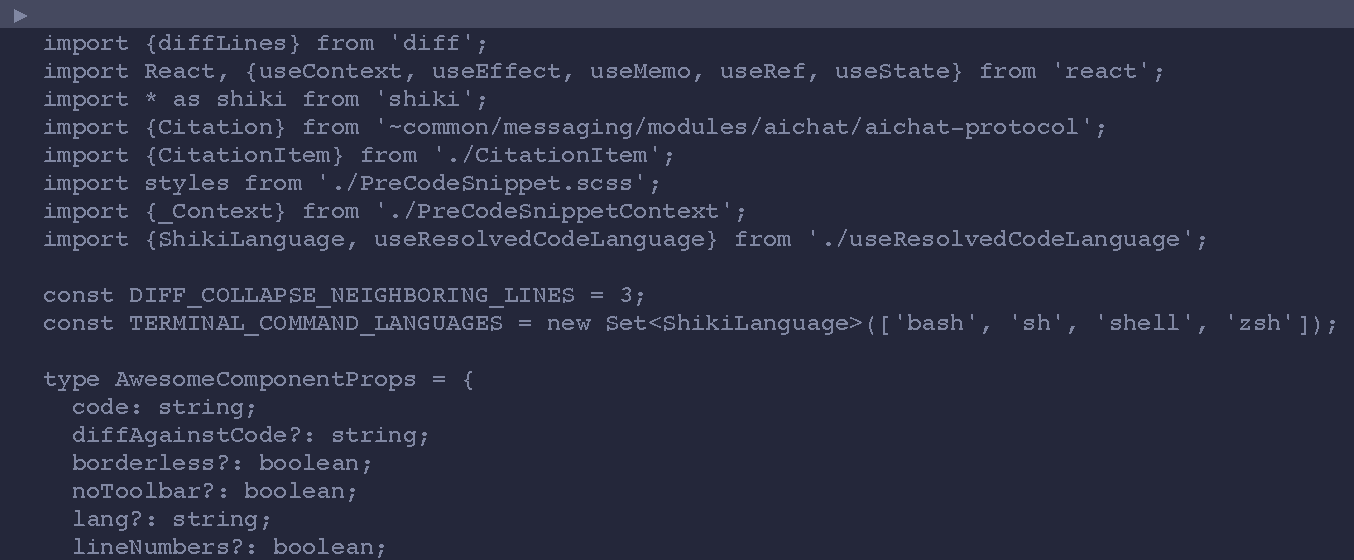 import {diffLines} from 'diff';
import React, {useContext, useEffect, useMemo, useRef, useState} from 'react';
import * as shiki from 'shiki';
import {Citation} from '~common/messaging/modules/aichat/aichat-protocol';
import {CitationItem} from './CitationItem';
import styles from './PreCodeSnippet.scss';
import {_Context} from './PreCodeSnippetContext';
import {ShikiLanguage, useResolvedCodeLanguage} from './useResolvedCodeLanguage';

const DIFF_COLLAPSE_NEIGHBORING_LINES = 3;
const TERMINAL_COMMAND_LANGUAGES = new Set<ShikiLanguage>(['bash', 'sh', 'shell', 'zsh']);

type AwesomeComponentProps = {
  code: string;
  diffAgainstCode?: string;
  borderless?: boolean;
  noToolbar?: boolean;
  lang?: string;
  lineNumbers?: boolean;